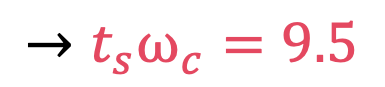 → tₛω꜀ = 9.5